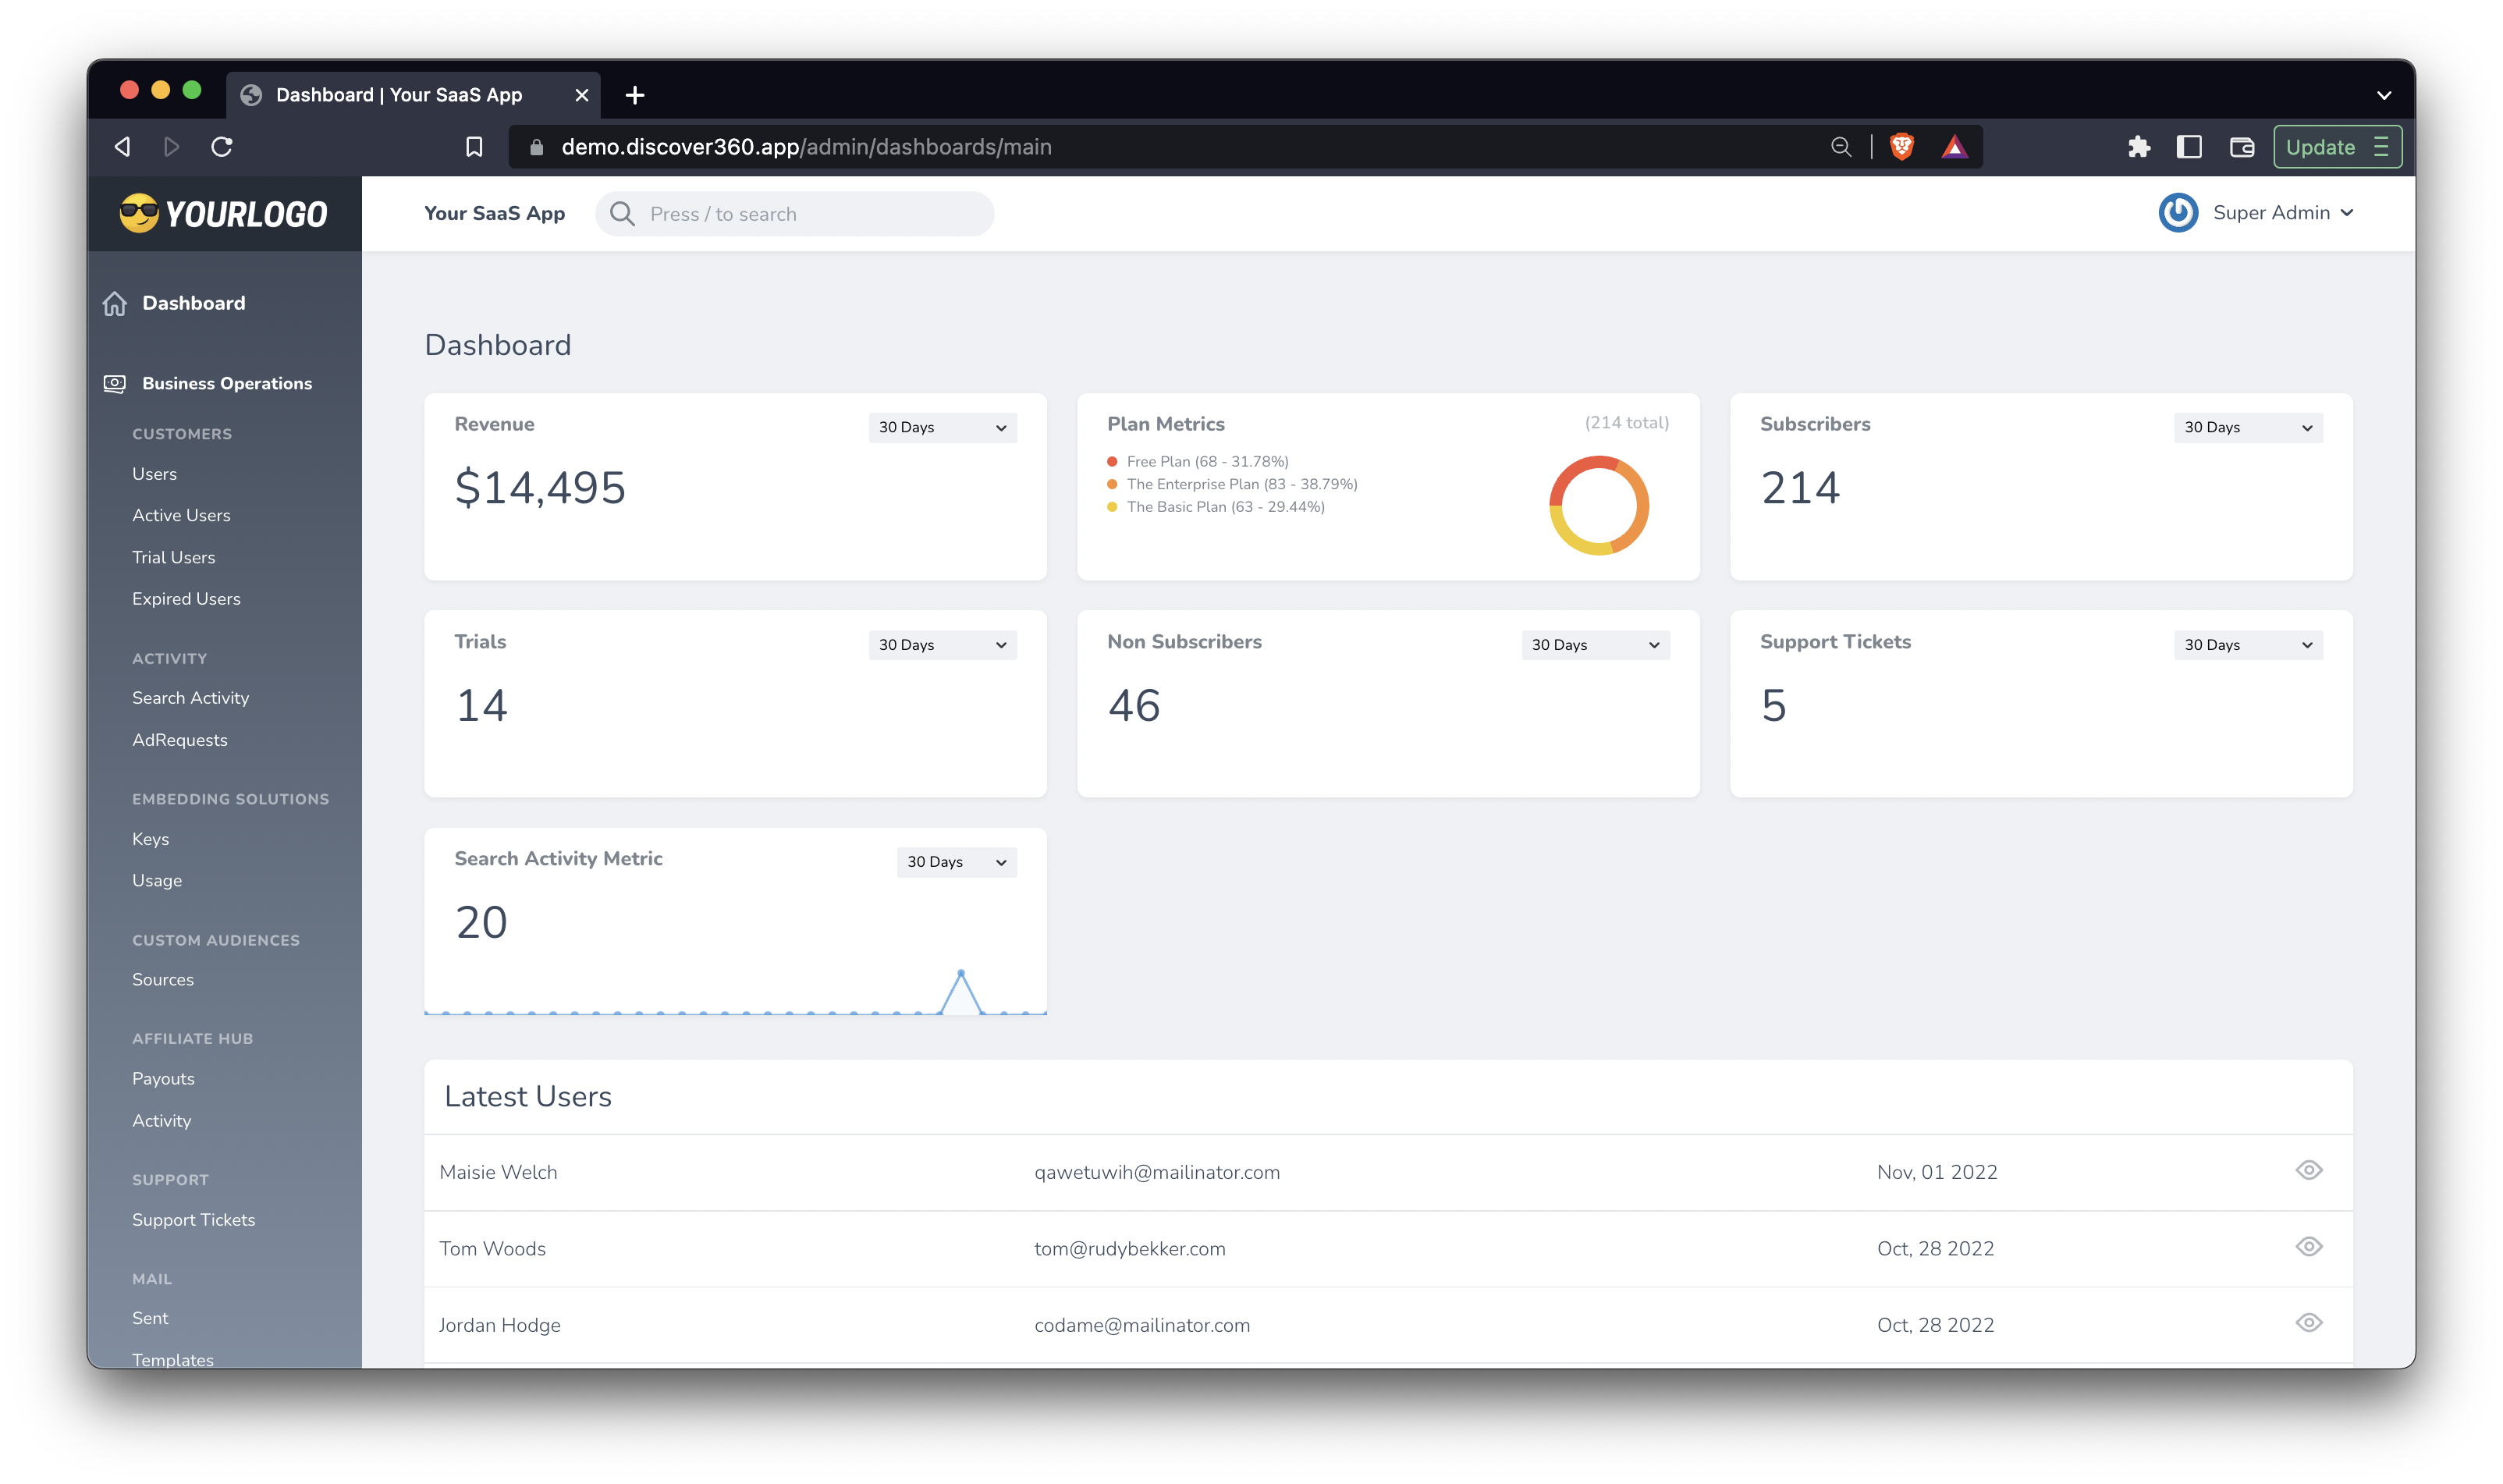 Dashboard | Your SaaS App
demo.discover360.app/admin/dashboards/main
Update
YOURLOGO
Your SaaS App
Press / to search
Super Admin
Dashboard
Business Operations
CUSTOMERS
Users
Active Users
Trial Users
Expired Users
ACTIVITY
Search Activity
AdRequests
EMBEDDING SOLUTIONS
Keys
Usage
CUSTOM AUDIENCES
Sources
AFFILIATE HUB
Payouts
Activity
SUPPORT
Support Tickets
MAIL
Sent
Templates
Dashboard
Revenue
30 Days
$14,495
Plan Metrics
(214 total)
Free Plan (68 - 31.78%)
The Enterprise Plan (83 - 38.79%)
The Basic Plan (63 - 29.44%)
Subscribers
30 Days
214
Trials
30 Days
14
Non Subscribers
30 Days
46
Support Tickets
30 Days
5
Search Activity Metric
30 Days
20
Latest Users
Maisie Welch qawetuwih@mailinator.com Nov, 01 2022
Tom Woods tom@rudybekker.com Oct, 28 2022
Jordan Hodge codame@mailinator.com Oct, 28 2022